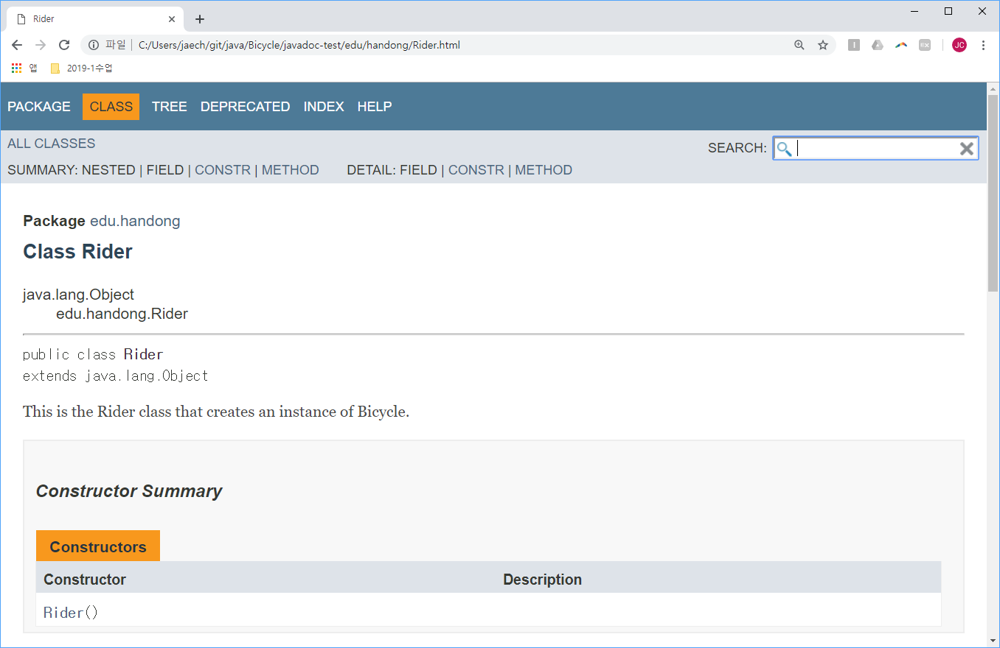 Rider
파일 C:/Users/jaech/git/java/Bicycle/javadoc-test/edu/handong/Rider.html
I
EX
JC
앱 2019-1수업
PACKAGE CLASS TREE DEPRECATED INDEX HELP
ALL CLASSES
SEARCH:
SUMMARY: NESTED | FIELD | CONSTR | METHOD DETAIL: FIELD | CONSTR | METHOD
Package edu.handong
Class Rider
java.lang.Object
edu.handong.Rider
public class Rider
extends java.lang.Object
This is the Rider class that creates an instance of Bicycle.
Constructor Summary
Constructors
Constructor Description
Rider()